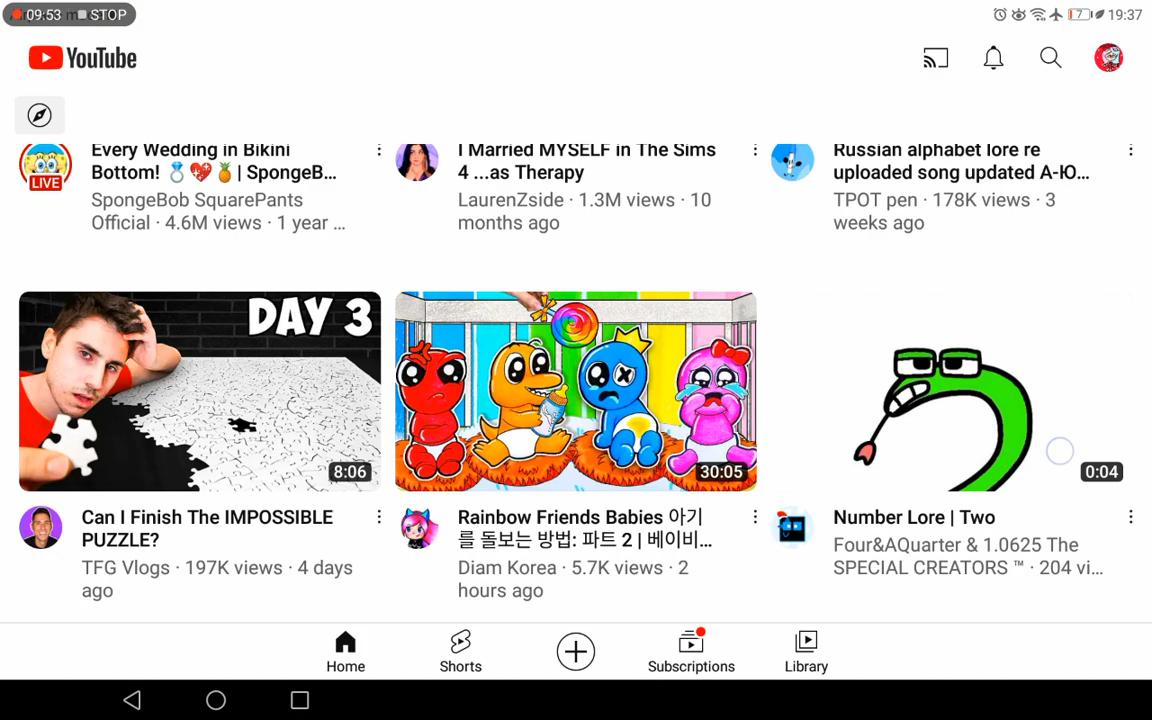 09:53 STOP
7 19:37
YouTube
Every Wedding in Bikini
Bottom! 💍💖🍍| SpongeB...
SpongeBob SquarePants
Official · 4.6M views · 1 year ...
LIVE
I Married MYSELF in The Sims
4 ...as Therapy
LaurenZside · 1.3M views · 10
months ago
Russian alphabet lore re
uploaded song updated А-Ю...
TPOT pen · 178K views · 3
weeks ago
DAY 3
8:06
30:05
0:04
Can I Finish The IMPOSSIBLE
PUZZLE?
TFG Vlogs · 197K views · 4 days
ago
Rainbow Friends Babies 아기
를 돌보는 방법: 파트 2 | 베이비...
Diam Korea · 5.7K views · 2
hours ago
Number Lore | Two
Four&AQuarter & 1.0625 The
SPECIAL CREATORS ™ · 204 vi...
Home
Shorts
Subscriptions
Library